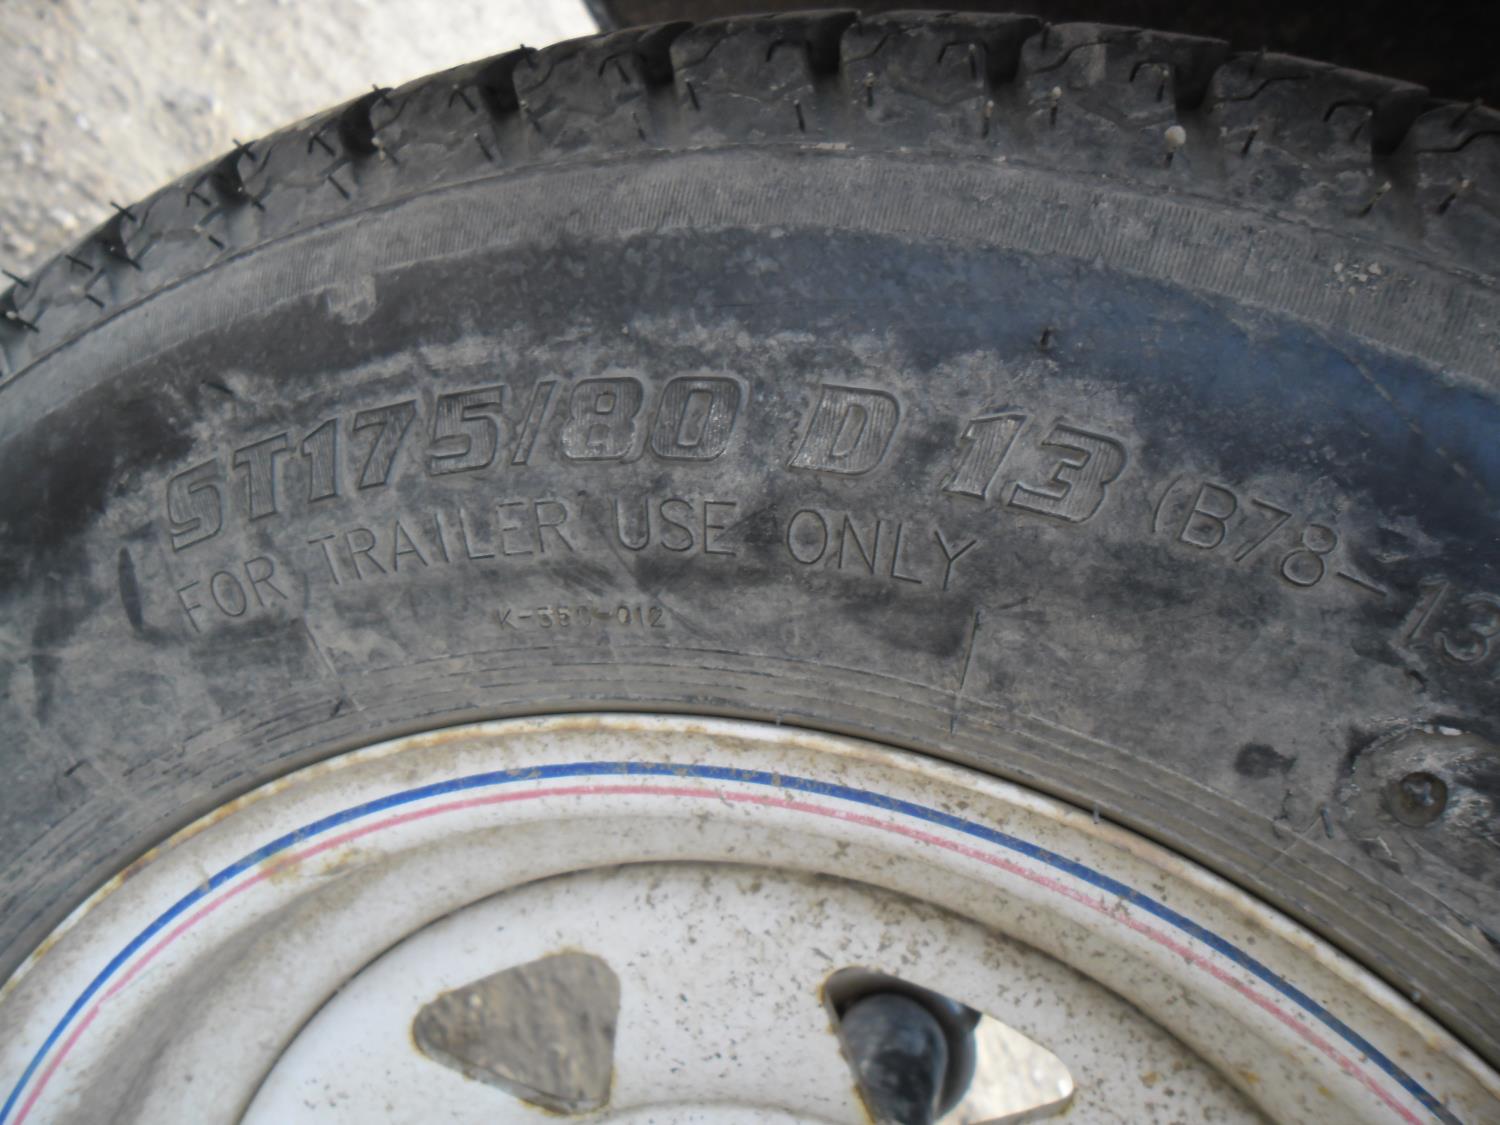 ST175/80 D 13 (B78-13
FOR TRAILER USE ONLY